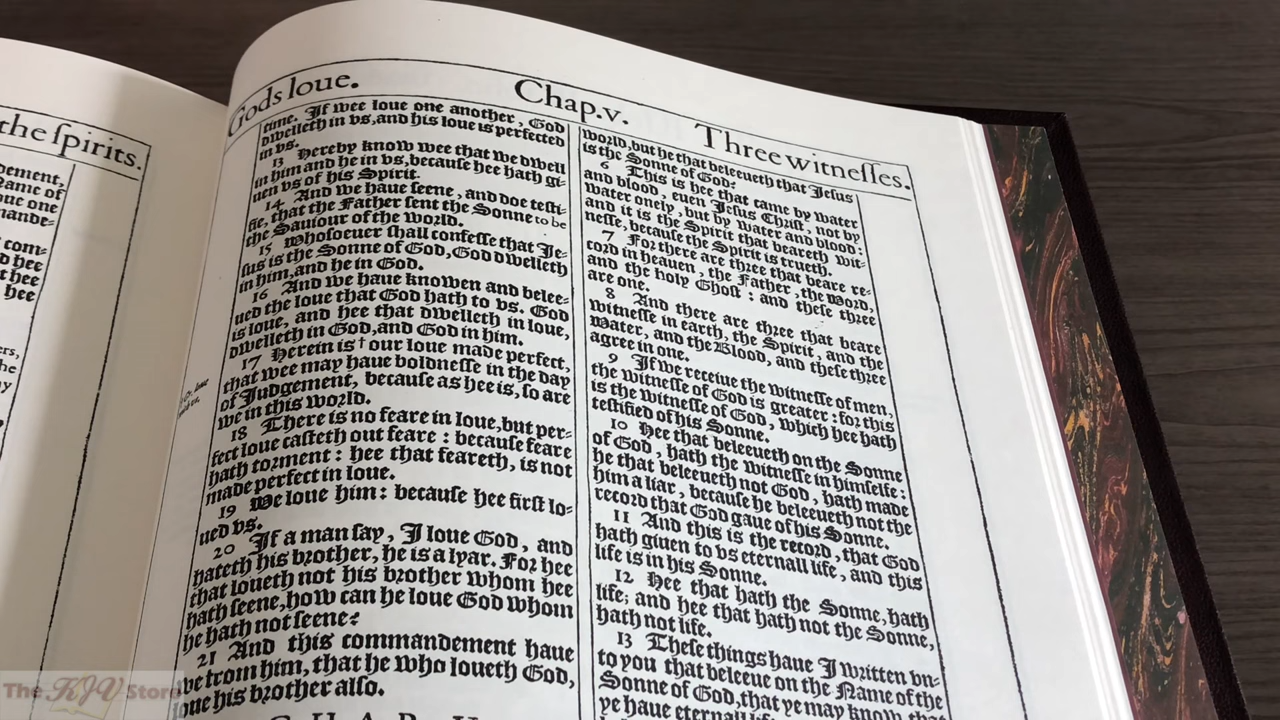 the ſpirits.
dement,
Name of
oue one
mande-
com-
d hee
t hee
hee
ers,
he
ay
Gods loue.
Chap.v.
Three witneſſes.
time. If wee loue one another, God
dwelleth in vs,and his loue is perfected
in vs.
13 Hereby know wee that we dwell
in him and he in vs,becauſe hee hath gi-
uen vs of his Spirit.
14 And we haue ſeene, and doe teſti-
fie, that the Father ſent the Sonne to be
the Sauiour of the world.
15 Whoſoeuer ſhall confeſſe that Je-
ſus is the Sonne of God, God dwelleth
in him,and he in God.
16 And we haue knowen and belee-
ued the loue that God hath to vs. God
is loue, and hee that dwelleth in loue,
dwelleth in God,and God in him.
17 Herein is † our loue made perfect,
that wee may haue boldneſſe in the day
of Judgement, becauſe as hee is, ſo are
we in this world.
18 There is no feare in loue,but per-
fect loue caſteth out feare : becauſe feare
hath torment : hee that feareth, is not
made perfect in loue.
19 We loue him : becauſe hee firſt lo-
ued vs.
20 If a man ſay, I loue God, and
hateth his brother, he is a lyar. For hee
that loueth not his brother whom hee
hath ſeene,how can he loue God whom
he hath not ſeene?
21 And this commandement haue
we from him, that he who loueth God,
loue his brother alſo.
CHAP. V.
world,but he that beleeueth that Jeſus
is the Sonne of God?
6 This is hee that came by water
and blood, euen Jeſus Chriſt, not by
water onely, but by water and blood :
and it is the Spirit that beareth wit-
neſſe, becauſe the Spirit is trueth.
7 For there are three that beare re-
cord in heauen, the Father, the Word,
and the holy Ghoſt : and theſe three
are one.
8 And there are three that beare
witneſſe in earth, the Spirit, and the
Water, and the Blood, and theſe three
agree in one.
9 If we receiue the witneſſe of men,
the witneſſe of God is greater : for this
is the witneſſe of God, which hee hath
teſtified of his Sonne.
10 Hee that beleeueth on the Sonne
of God, hath the witneſſe in himſelfe :
he that beleeueth not God, hath made
him a liar, becauſe he beleeueth not the
record that God gaue of his Sonne.
11 And this is the record, that God
hath giuen to vs eternall life, and this
life is in his Sonne.
12 Hee that hath the Sonne, hath
life; and hee that hath not the Sonne,
hath not life.
13 Theſe things haue I written vn-
to you that beleeue on the Name of the
Sonne of God,that ye may know, that
ye haue eternall life,
The KJV Store